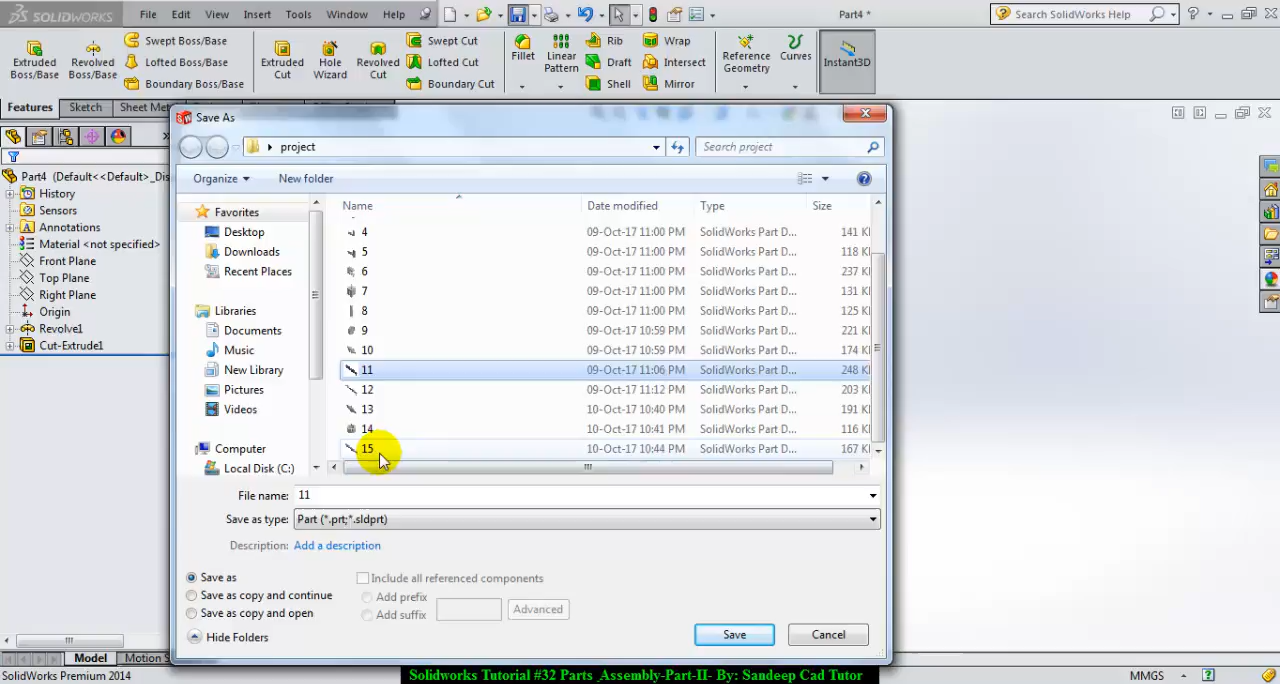 SOLIDWORKS File Edit View Insert Tools Window Help Part4 * Search SolidWorks Help
Extruded Boss/Base Revolved Boss/Base Swept Boss/Base Lofted Boss/Base Boundary Boss/Base Extruded Cut Hole Wizard Revolved Cut Swept Cut Lofted Cut Boundary Cut Fillet Linear Pattern Rib Draft Shell Wrap Intersect Mirror Reference Geometry Curves Instant3D
Features Sketch Sheet Met
Save As
project Search project
Organize New folder
Part4 (Default<<Default>_Dis
History
Sensors
Annotations
Material <not specified>
Front Plane
Top Plane
Right Plane
Origin
Revolve1
Cut-Extrude1
Favorites
Desktop
Downloads
Recent Places
Libraries
Documents
Music
New Library
Pictures
Videos
Computer
Local Disk (C:)
Name Date modified Type Size
4 09-Oct-17 11:00 PM SolidWorks Part D... 141 K
5 09-Oct-17 11:00 PM SolidWorks Part D... 118 K
6 09-Oct-17 11:00 PM SolidWorks Part D... 237 K
7 09-Oct-17 11:00 PM SolidWorks Part D... 131 K
8 09-Oct-17 11:00 PM SolidWorks Part D... 125 K
9 09-Oct-17 10:59 PM SolidWorks Part D... 221 K
10 09-Oct-17 10:59 PM SolidWorks Part D... 174 K
11 09-Oct-17 11:06 PM SolidWorks Part D... 248 K
12 09-Oct-17 11:12 PM SolidWorks Part D... 203 K
13 10-Oct-17 10:40 PM SolidWorks Part D... 191 K
14 10-Oct-17 10:41 PM SolidWorks Part D... 116 K
15 10-Oct-17 10:44 PM SolidWorks Part D... 167 K
File name: 11
Save as type: Part (*.prt;*.sldprt)
Description: Add a description
Save as
Save as copy and continue
Save as copy and open
Include all referenced components
Add prefix
Add suffix Advanced
Hide Folders Save Cancel
Model Motion S
SolidWorks Premium 2014 Solidworks Tutorial #32 Parts Assembly-Part-II- By: Sandeep Cad Tutor MMGS